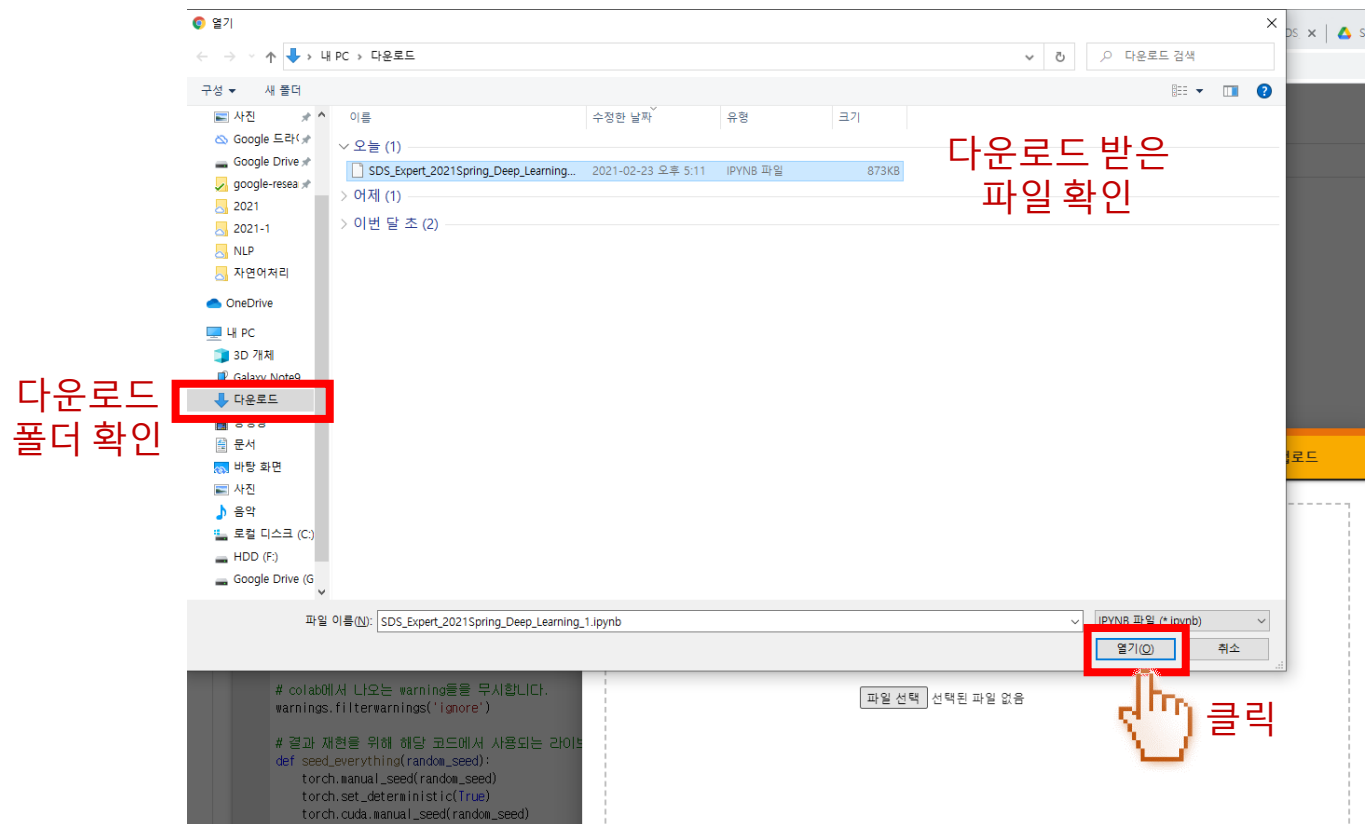 열기
DS
S
내 PC
다운로드
다운로드 검색
구성
새 폴더
사진
이름
수정한 날짜
유형
크기
Google 드라
오늘 (1)
Google Drive
SDS_Expert_2021Spring_Deep_Learning...
2021-02-23 오후 5:11
IPYNB 파일
873KB
다운로드 받은
파일 확인
google-resea
어제 (1)
2021
이번 달 초 (2)
2021-1
NLP
자연어처리
OneDrive
내 PC
3D 개체
Galaxy Note9
다운로드
다운로드
폴더 확인
문서
로드
바탕 화면
사진
음악
로컬 디스크 (C:)
HDD (F:)
Google Drive (G
파일 이름(N):
SDS_Expert_2021Spring_Deep_Learning_1.ipynb
IPYNB 파일 (*.ipynb)
열기(O)
취소
# colab에서 나오는 warning들을 무시합니다.
warnings.filterwarnings('ignore')
파일 선택
선택된 파일 없음
클릭
# 결과 재현을 위해 해당 코드에서 사용되는 라이브
def seed_everything(random_seed):
torch.manual_seed(random_seed)
torch.set_deterministic(True)
torch.cuda.manual_seed(random_seed)